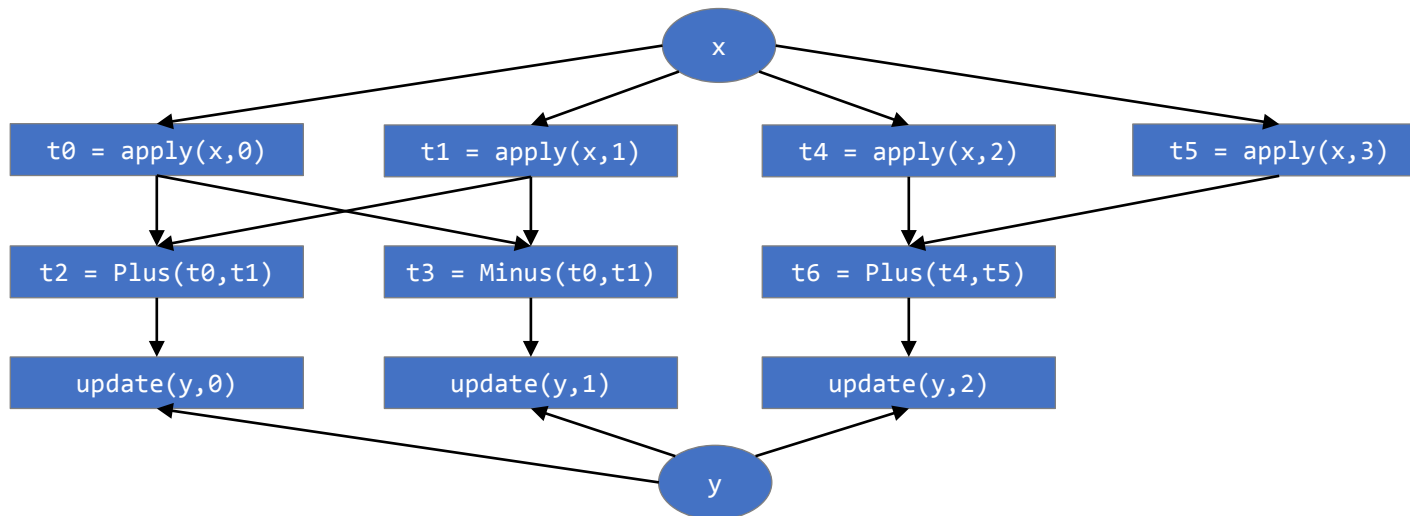 x
t0 = apply(x,0)
t1 = apply(x,1)
t4 = apply(x,2)
t5 = apply(x,3)
t2 = Plus(t0,t1)
t3 = Minus(t0,t1)
t6 = Plus(t4,t5)
update(y,0)
update(y,1)
update(y,2)
y